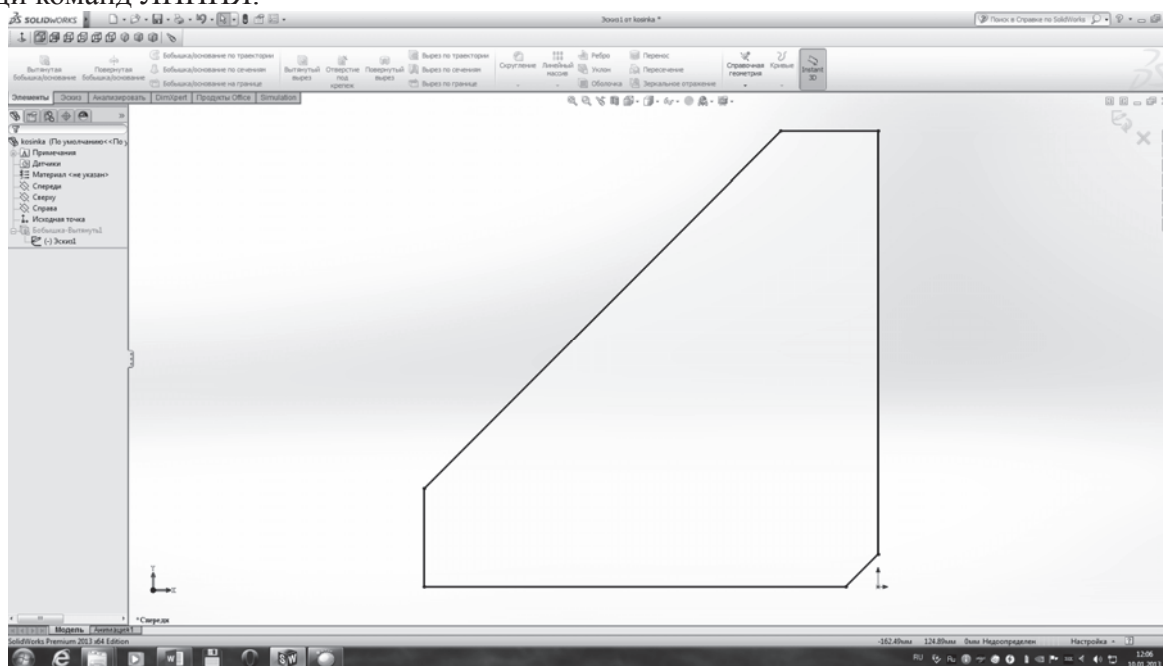 ди команд ЛИНИЯ.
SOLIDWORKS
Эскиз1 от kosinka *
Поиск в Справке по SolidWorks
Вытянутая бобышка/основание
Повернутая бобышка/основание
Бобышка/основание по траектории
Бобышка/основание по сечениям
Бобышка/основание на границе
Вытянутый вырез
Отверстие под крепеж
Повернутый вырез
Вырез по траектории
Вырез по сечениям
Вырез по границе
Скругление
Линейный массив
Ребро
Уклон
Оболочка
Перенос
Пересечение
Зеркальное отражение
Справочная геометрия
Кривые
Instant 3D
Элементы
Эскиз
Анализировать
DimXpert
Продукты Office
Simulation
kosinka (По умолчанию<<По у
Примечания
Датчики
Материал <не указан>
Спереди
Сверху
Справа
Исходная точка
Бобышка-Вытянуть1
(-) Эскиз1
Y
X
*Спереди
Модель
Анимация1
SolidWorks Premium 2013 x64 Edition
-162.49мм 124.89мм 0мм Недоопределен
Настройка
RU
12:06